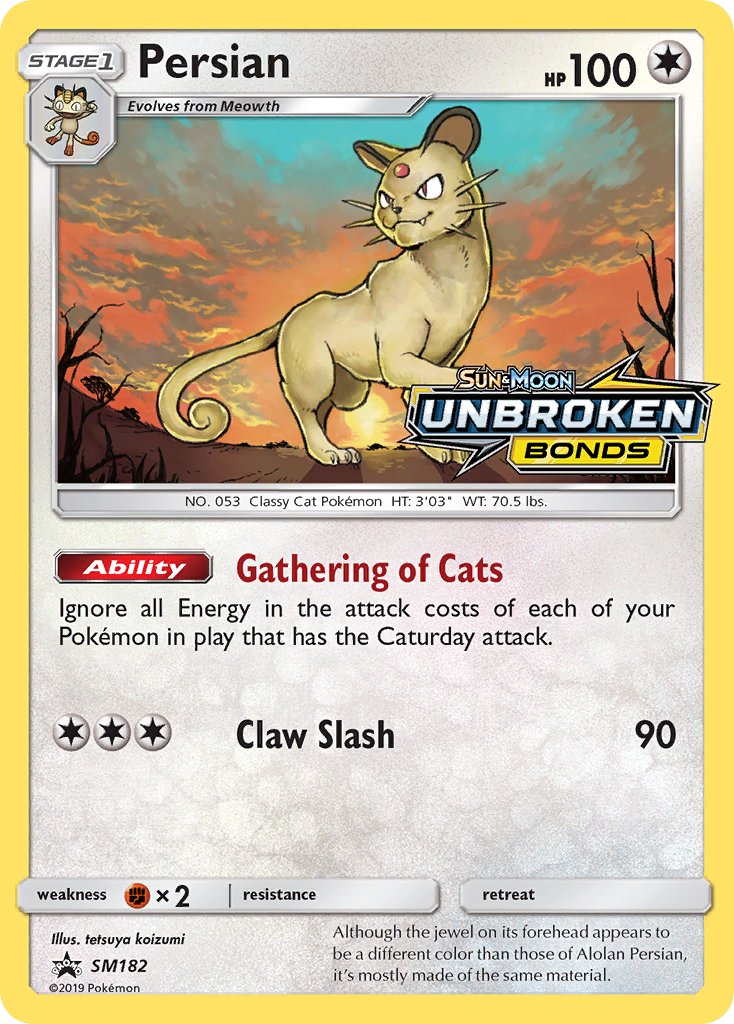 STAGE1
Persian
HP100
Evolves from Meowth
SUN&MOON
UNBROKEN
BONDS
NO. 053 Classy Cat Pokémon HT: 3'03" WT: 70.5 lbs.
Ability Gathering of Cats
Ignore all Energy in the attack costs of each of your
Pokémon in play that has the Caturday attack.
Claw Slash 90
weakness ×2 resistance retreat
Illus. tetsuya koizumi
SM182
©2019 Pokémon
Although the jewel on its forehead appears to
be a different color than those of Alolan Persian,
it's mostly made of the same material.